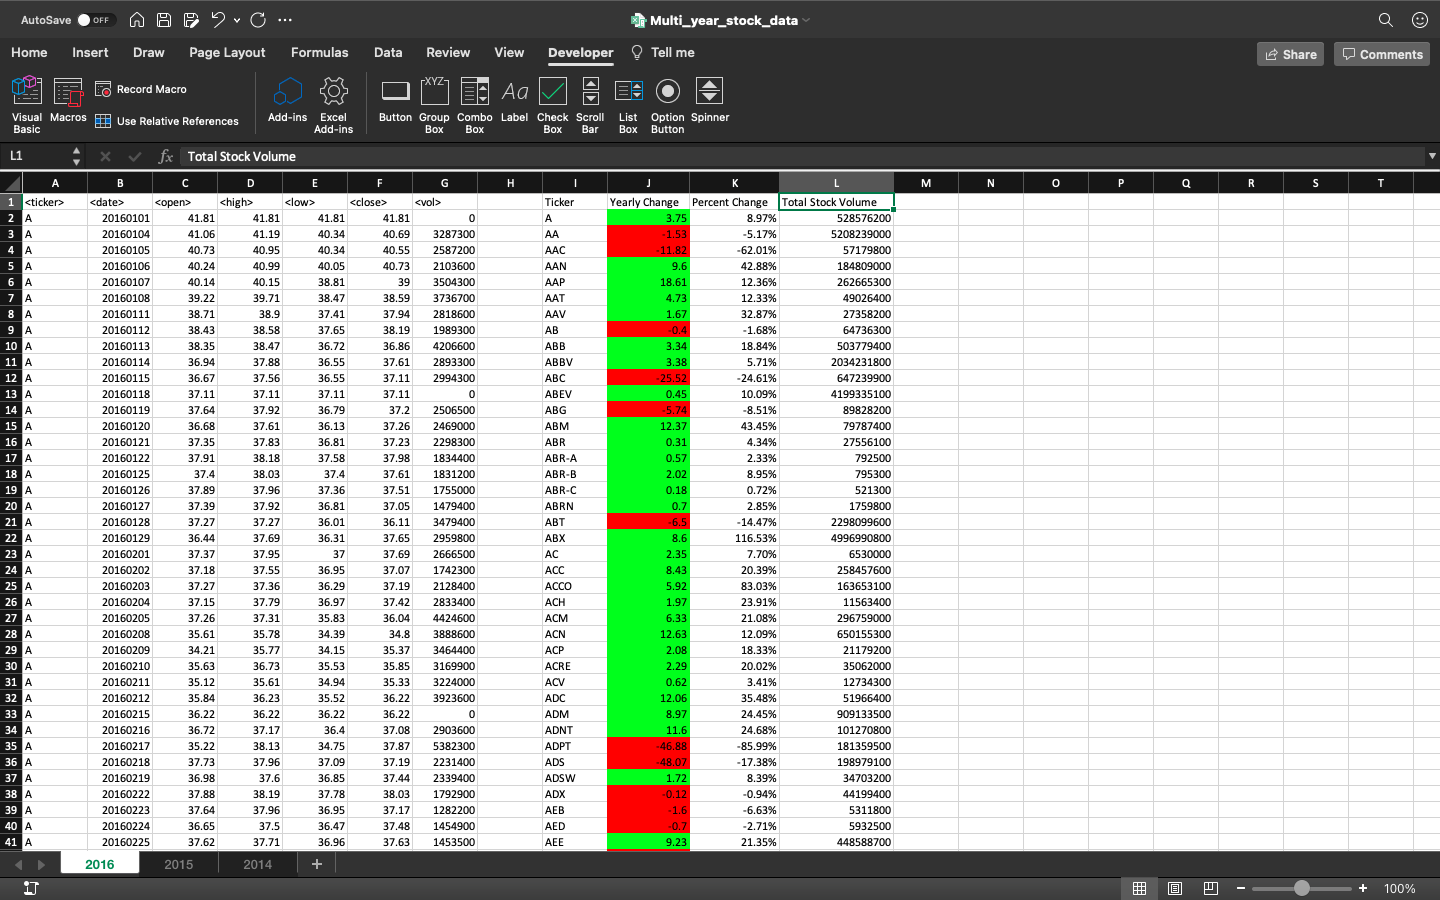 AutoSave OFF Multi_year_stock_data
Home Insert Draw Page Layout Formulas Data Review View Developer Tell me Share Comments
Visual Basic Macros Record Macro Use Relative References Add-ins Excel Add-ins Button Group Box Combo Box Label Check Box Scroll Bar List Box Option Button Spinner
XYZ Aa
L1 fx Total Stock Volume
A B C D E F G H I J K L M N O P Q R S T
1 <ticker> <date> <open> <high> <low> <close> <vol> Ticker Yearly Change Percent Change Total Stock Volume
2 A 20160101 41.81 41.81 41.81 41.81 0 A 3.75 8.97% 528576200
3 A 20160104 41.06 41.19 40.34 40.69 3287300 AA -1.53 -5.17% 5208239000
4 A 20160105 40.73 40.95 40.34 40.55 2587200 AAC -11.82 -62.01% 57179800
5 A 20160106 40.24 40.99 40.05 40.73 2103600 AAN 9.6 42.88% 184809000
6 A 20160107 40.14 40.15 38.81 39 3504300 AAP 18.61 12.36% 262665300
7 A 20160108 39.22 39.71 38.47 38.59 3736700 AAT 4.73 12.33% 49026400
8 A 20160111 38.71 38.9 37.41 37.94 2818600 AAV 1.67 32.87% 27358200
9 A 20160112 38.43 38.58 37.65 38.19 1989300 AB -0.4 -1.68% 64736300
10 A 20160113 38.35 38.47 36.72 36.86 4206600 ABB 3.34 18.84% 503779400
11 A 20160114 36.94 37.88 36.55 37.61 2893300 ABBV 3.38 5.71% 2034231800
12 A 20160115 36.67 37.56 36.55 37.11 2994300 ABC -25.52 -24.61% 647239900
13 A 20160118 37.11 37.11 37.11 37.11 0 ABEV 0.45 10.09% 4199335100
14 A 20160119 37.64 37.92 36.79 37.2 2506500 ABG -5.74 -8.51% 89828200
15 A 20160120 36.68 37.61 36.13 37.26 2469000 ABM 12.37 43.45% 79787400
16 A 20160121 37.35 37.83 36.81 37.23 2298300 ABR 0.31 4.34% 27556100
17 A 20160122 37.91 38.18 37.58 37.98 1834400 ABR-A 0.57 2.33% 792500
18 A 20160125 37.4 38.03 37.4 37.61 1831200 ABR-B 2.02 8.95% 795300
19 A 20160126 37.89 37.96 37.36 37.51 1755000 ABR-C 0.18 0.72% 521300
20 A 20160127 37.39 37.92 36.81 37.05 1479400 ABRN 0.7 2.85% 1759800
21 A 20160128 37.27 37.27 36.01 36.11 3479400 ABT -6.5 -14.47% 2298099600
22 A 20160129 36.44 37.69 36.31 37.65 2959800 ABX 8.6 116.53% 4996990800
23 A 20160201 37.37 37.95 37 37.69 2666500 AC 2.35 7.70% 6530000
24 A 20160202 37.18 37.55 36.95 37.07 1742300 ACC 8.43 20.39% 258457600
25 A 20160203 37.27 37.36 36.29 37.19 2128400 ACCO 5.92 83.03% 163653100
26 A 20160204 37.15 37.79 36.97 37.42 2833400 ACH 1.97 23.91% 11563400
27 A 20160205 37.26 37.31 35.83 36.04 4424600 ACM 6.33 21.08% 296759000
28 A 20160208 35.61 35.78 34.39 34.8 3888600 ACN 12.63 12.09% 650155300
29 A 20160209 34.21 35.77 34.15 35.37 3464400 ACP 2.08 18.33% 21179200
30 A 20160210 35.63 36.73 35.53 35.85 3169900 ACRE 2.29 20.02% 35062000
31 A 20160211 35.12 35.61 34.94 35.33 3224000 ACV 0.62 3.41% 12734300
32 A 20160212 35.84 36.23 35.52 36.22 3923600 ADC 12.06 35.48% 51966400
33 A 20160215 36.22 36.22 36.22 36.22 0 ADM 8.97 24.45% 909133500
34 A 20160216 36.72 37.17 36.4 37.08 2903600 ADNT 11.6 24.68% 101270800
35 A 20160217 35.22 38.13 34.75 37.87 5382300 ADPT -46.88 -85.99% 181359500
36 A 20160218 37.73 37.96 37.09 37.19 2231400 ADS -48.07 -17.38% 198979100
37 A 20160219 36.98 37.6 36.85 37.44 2339400 ADSW 1.72 8.39% 34703200
38 A 20160222 37.88 38.19 37.78 38.03 1792900 ADX -0.12 -0.94% 44199400
39 A 20160223 37.64 37.96 36.95 37.17 1282200 AEB -1.6 -6.63% 5311800
40 A 20160224 36.65 37.5 36.47 37.48 1454900 AED -0.7 -2.71% 5932500
41 A 20160225 37.62 37.71 36.96 37.63 1453500 AEE 9.23 21.35% 448588700
2016 2015 2014 +
− + 100%